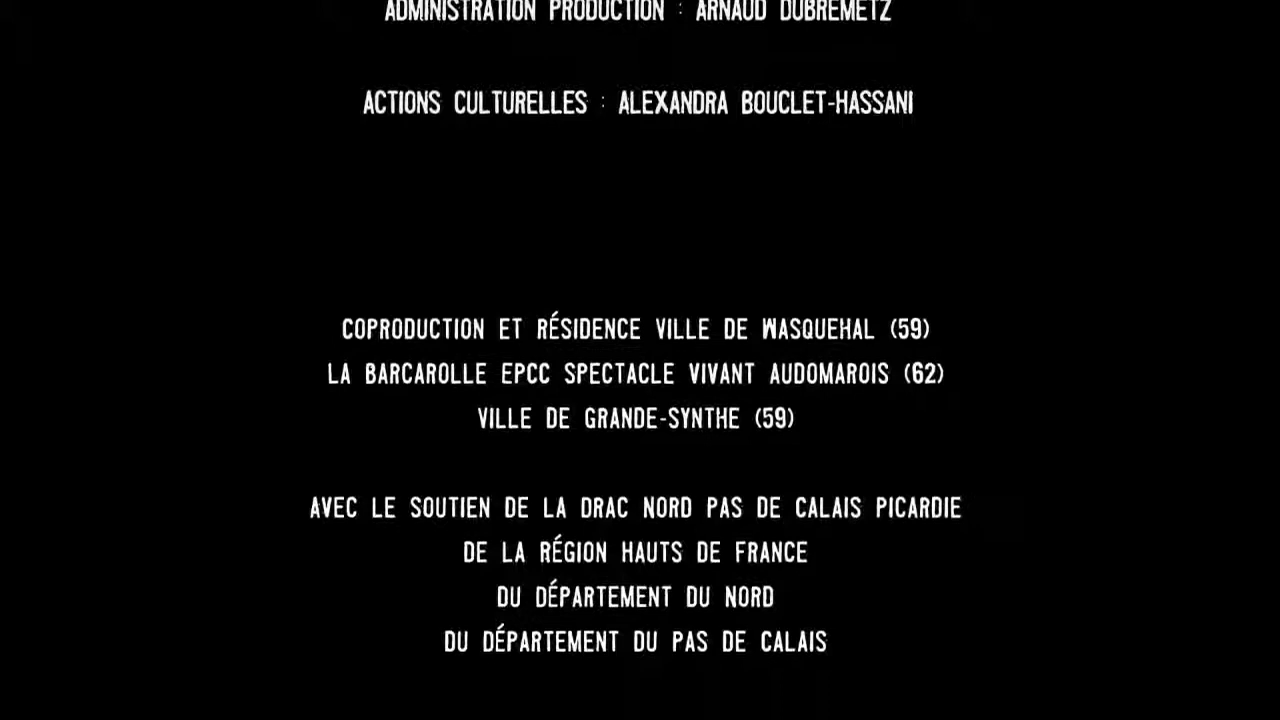 ADMINISTRATION PRODUCTION : ARNAUD DUBREMETZ
ACTIONS CULTURELLES : ALEXANDRA BOUCLET-HASSANI
COPRODUCTION ET RÉSIDENCE VILLE DE WASQUEHAL (59)
LA BARCAROLLE EPCC SPECTACLE VIVANT AUDOMAROIS (62)
VILLE DE GRANDE-SYNTHE (59)
AVEC LE SOUTIEN DE LA DRAC NORD PAS DE CALAIS PICARDIE
DE LA RÉGION HAUTS DE FRANCE
DU DÉPARTEMENT DU NORD
DU DÉPARTEMENT DU PAS DE CALAIS